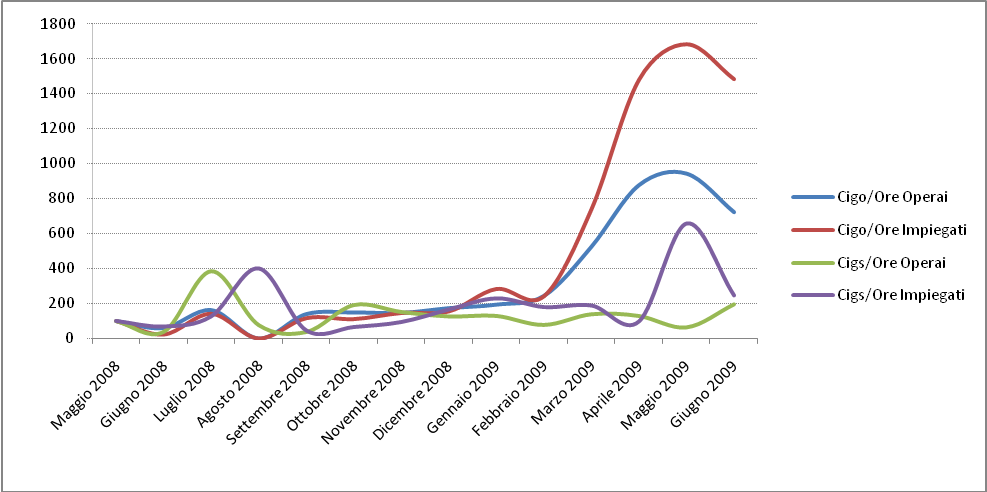 1800
1600
1400
1200
1000
800
600
400
200
0
Maggio 2008
Giugno 2008
Luglio 2008
Agosto 2008
Settembre 2008
Ottobre 2008
Novembre 2008
Dicembre 2008
Gennaio 2009
Febbraio 2009
Marzo 2009
Aprile 2009
Maggio 2009
Giugno 2009
Cigo/Ore Operai
Cigo/Ore Impiegati
Cigs/Ore Operai
Cigs/Ore Impiegati